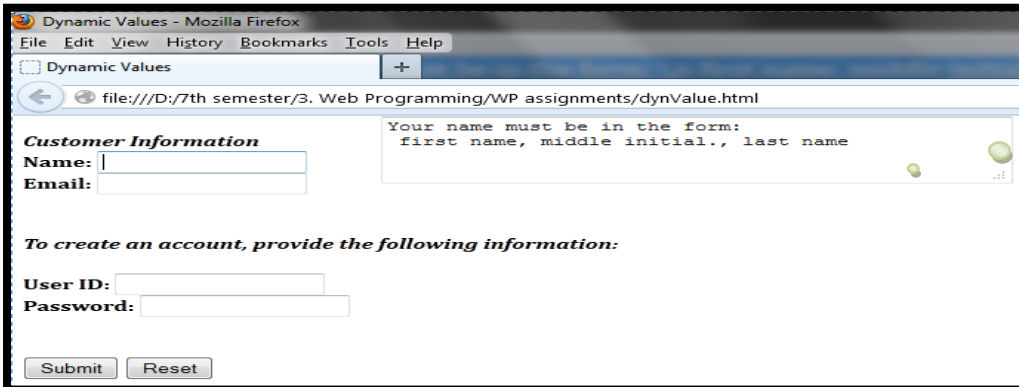 Dynamic Values - Mozilla Firefox
File Edit View History Bookmarks Tools Help
Dynamic Values +
file:///D:/7th semester/3. Web Programming/WP assignments/dynValue.html
Customer Information
Name:
Email:
Your name must be in the form:
first name, middle initial., last name
To create an account, provide the following information:
User ID:
Password:
Submit Reset